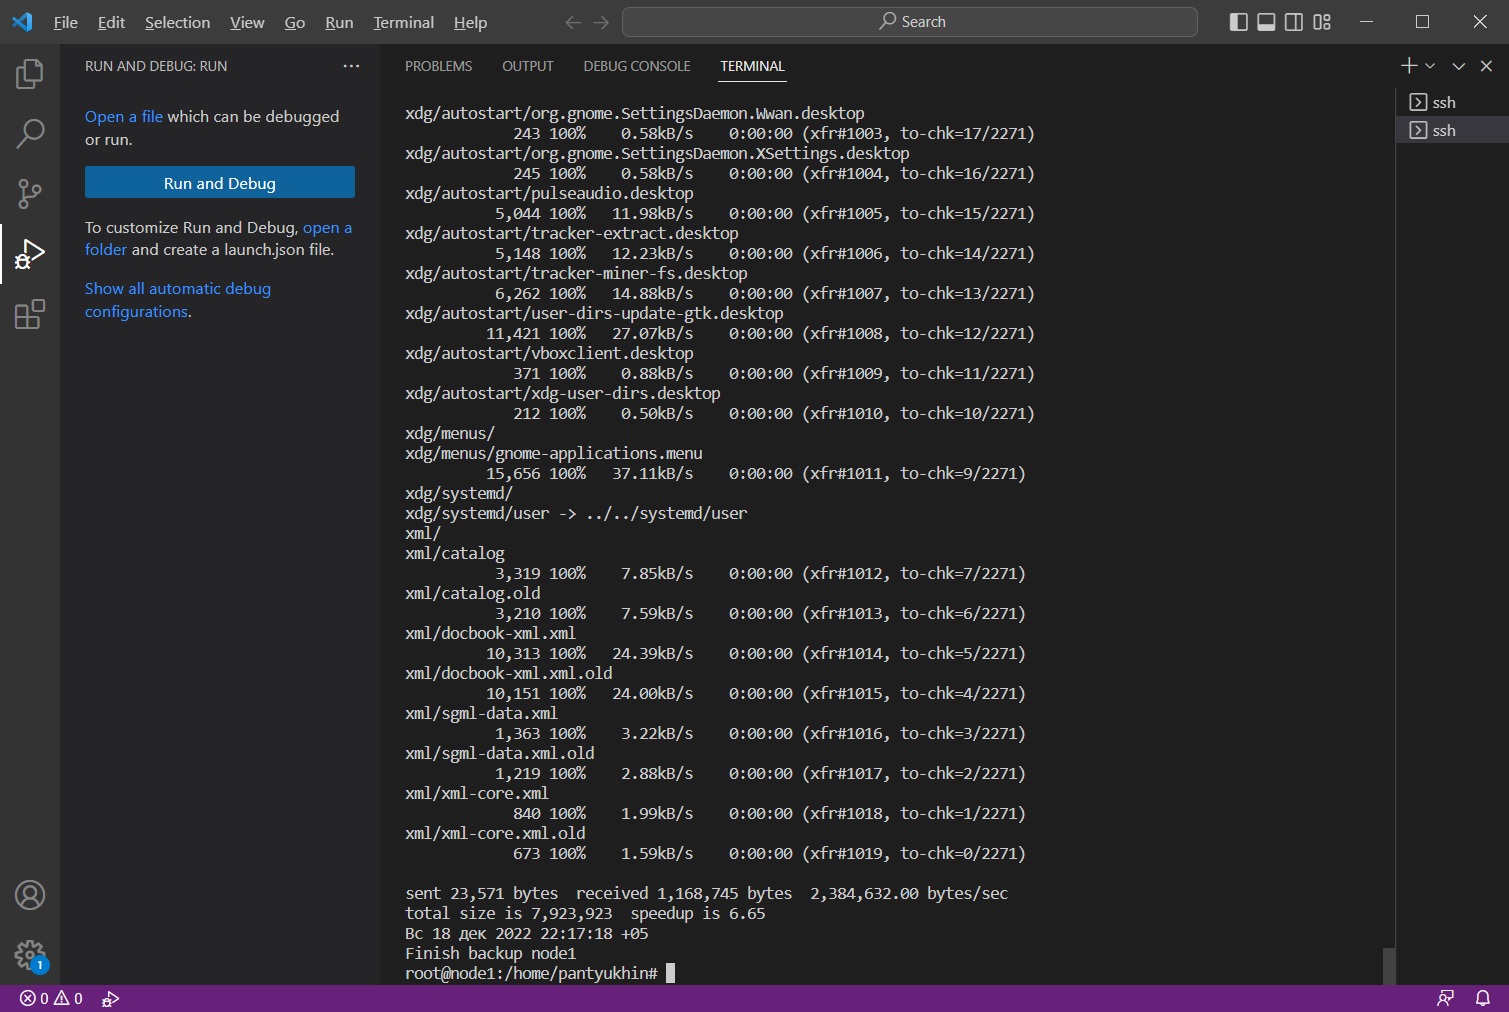 File Edit Selection View Go Run Terminal Help Search
RUN AND DEBUG: RUN
Open a file which can be debugged
or run.
Run and Debug
To customize Run and Debug, open a
folder and create a launch.json file.
Show all automatic debug
configurations.
PROBLEMS OUTPUT DEBUG CONSOLE TERMINAL
xdg/autostart/org.gnome.SettingsDaemon.Wwan.desktop
243 100% 0.58kB/s 0:00:00 (xfr#1003, to-chk=17/2271)
xdg/autostart/org.gnome.SettingsDaemon.XSettings.desktop
245 100% 0.58kB/s 0:00:00 (xfr#1004, to-chk=16/2271)
xdg/autostart/pulseaudio.desktop
5,044 100% 11.98kB/s 0:00:00 (xfr#1005, to-chk=15/2271)
xdg/autostart/tracker-extract.desktop
5,148 100% 12.23kB/s 0:00:00 (xfr#1006, to-chk=14/2271)
xdg/autostart/tracker-miner-fs.desktop
6,262 100% 14.88kB/s 0:00:00 (xfr#1007, to-chk=13/2271)
xdg/autostart/user-dirs-update-gtk.desktop
11,421 100% 27.07kB/s 0:00:00 (xfr#1008, to-chk=12/2271)
xdg/autostart/vboxclient.desktop
371 100% 0.88kB/s 0:00:00 (xfr#1009, to-chk=11/2271)
xdg/autostart/xdg-user-dirs.desktop
212 100% 0.50kB/s 0:00:00 (xfr#1010, to-chk=10/2271)
xdg/menus/
xdg/menus/gnome-applications.menu
15,656 100% 37.11kB/s 0:00:00 (xfr#1011, to-chk=9/2271)
xdg/systemd/
xdg/systemd/user -> ../../systemd/user
xml/
xml/catalog
3,319 100% 7.85kB/s 0:00:00 (xfr#1012, to-chk=7/2271)
xml/catalog.old
3,210 100% 7.59kB/s 0:00:00 (xfr#1013, to-chk=6/2271)
xml/docbook-xml.xml
10,313 100% 24.39kB/s 0:00:00 (xfr#1014, to-chk=5/2271)
xml/docbook-xml.xml.old
10,151 100% 24.00kB/s 0:00:00 (xfr#1015, to-chk=4/2271)
xml/sgml-data.xml
1,363 100% 3.22kB/s 0:00:00 (xfr#1016, to-chk=3/2271)
xml/sgml-data.xml.old
1,219 100% 2.88kB/s 0:00:00 (xfr#1017, to-chk=2/2271)
xml/xml-core.xml
840 100% 1.99kB/s 0:00:00 (xfr#1018, to-chk=1/2271)
xml/xml-core.xml.old
673 100% 1.59kB/s 0:00:00 (xfr#1019, to-chk=0/2271)
sent 23,571 bytes received 1,168,745 bytes 2,384,632.00 bytes/sec
total size is 7,923,923 speedup is 6.65
Вс 18 дек 2022 22:17:18 +05
Finish backup node1
root@node1:/home/pantyukhin#
ssh
ssh
1
0 0